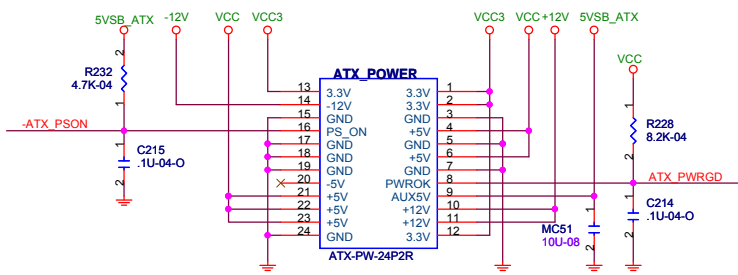 5VSB_ATX -12V VCC VCC3 VCC3 VCC +12V 5VSB_ATX
VCC
ATX_POWER
2
R232
4.7K-04
1
1
R228
8.2K-04
2
13 3.3V 3.3V 1
14 -12V 3.3V 2
15 GND GND 3
16 PS_ON +5V 4
17 GND GND 5
18 GND +5V 6
19 GND GND 7
20 -5V PWROK 8
21 +5V AUX5V 9
22 +5V +12V 10
23 +5V +12V 11
24 GND 3.3V 12
ATX-PW-24P2R
-ATX_PSON
1
C215
.1U-04-O
2
ATX_PWRGD
1
MC51
10U-08
2
1
C214
.1U-04-O
2